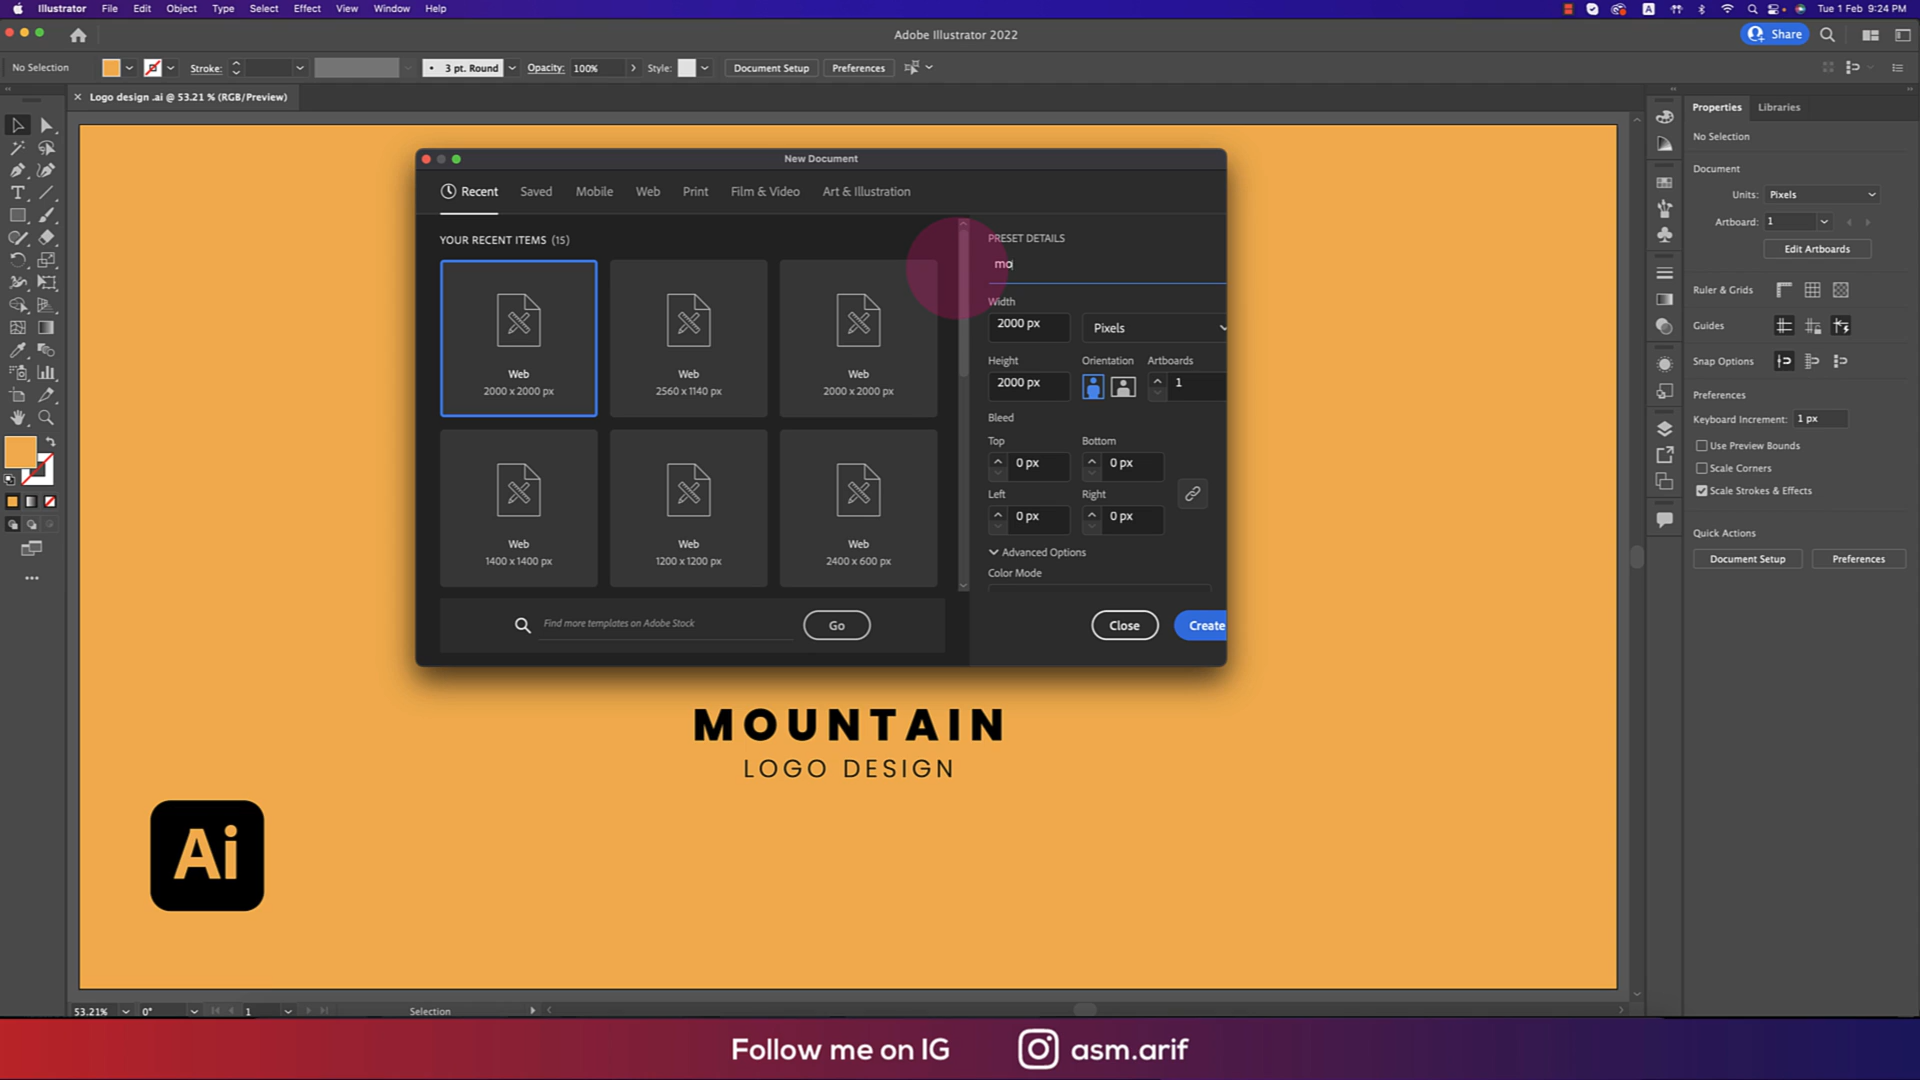 Illustrator File Edit Object Type Select Effect View Window Help
A Tue 1 Feb 9:24 PM
Adobe Illustrator 2022
Share
No Selection Stroke: 3 pt. Round Opacity: 100% Style: Document Setup Preferences
Logo design .ai @ 53.21 % (RGB/Preview)
New Document
Recent Saved Mobile Web Print Film & Video Art & Illustration
YOUR RECENT ITEMS (15)
Web
2000 x 2000 px
Web
2560 x 1140 px
Web
2000 x 2000 px
Web
1400 x 1400 px
Web
1200 x 1200 px
Web
2400 x 600 px
Find more templates on Adobe Stock
Go
PRESET DETAILS
mo
Width
2000 px Pixels
Height Orientation Artboards
2000 px 1
Bleed
Top Bottom
0 px 0 px
Left Right
0 px 0 px
Advanced Options
Color Mode
Close Create
MOUNTAIN
LOGO DESIGN
Ai
Properties Libraries
No Selection
Document
Units: Pixels
Artboard: 1
Edit Artboards
Ruler & Grids
Guides
Snap Options
Preferences
Keyboard Increment: 1 px
Use Preview Bounds
Scale Corners
Scale Strokes & Effects
Quick Actions
Document Setup Preferences
53.21% 0° 1 Selection
Follow me on IG asm.arif